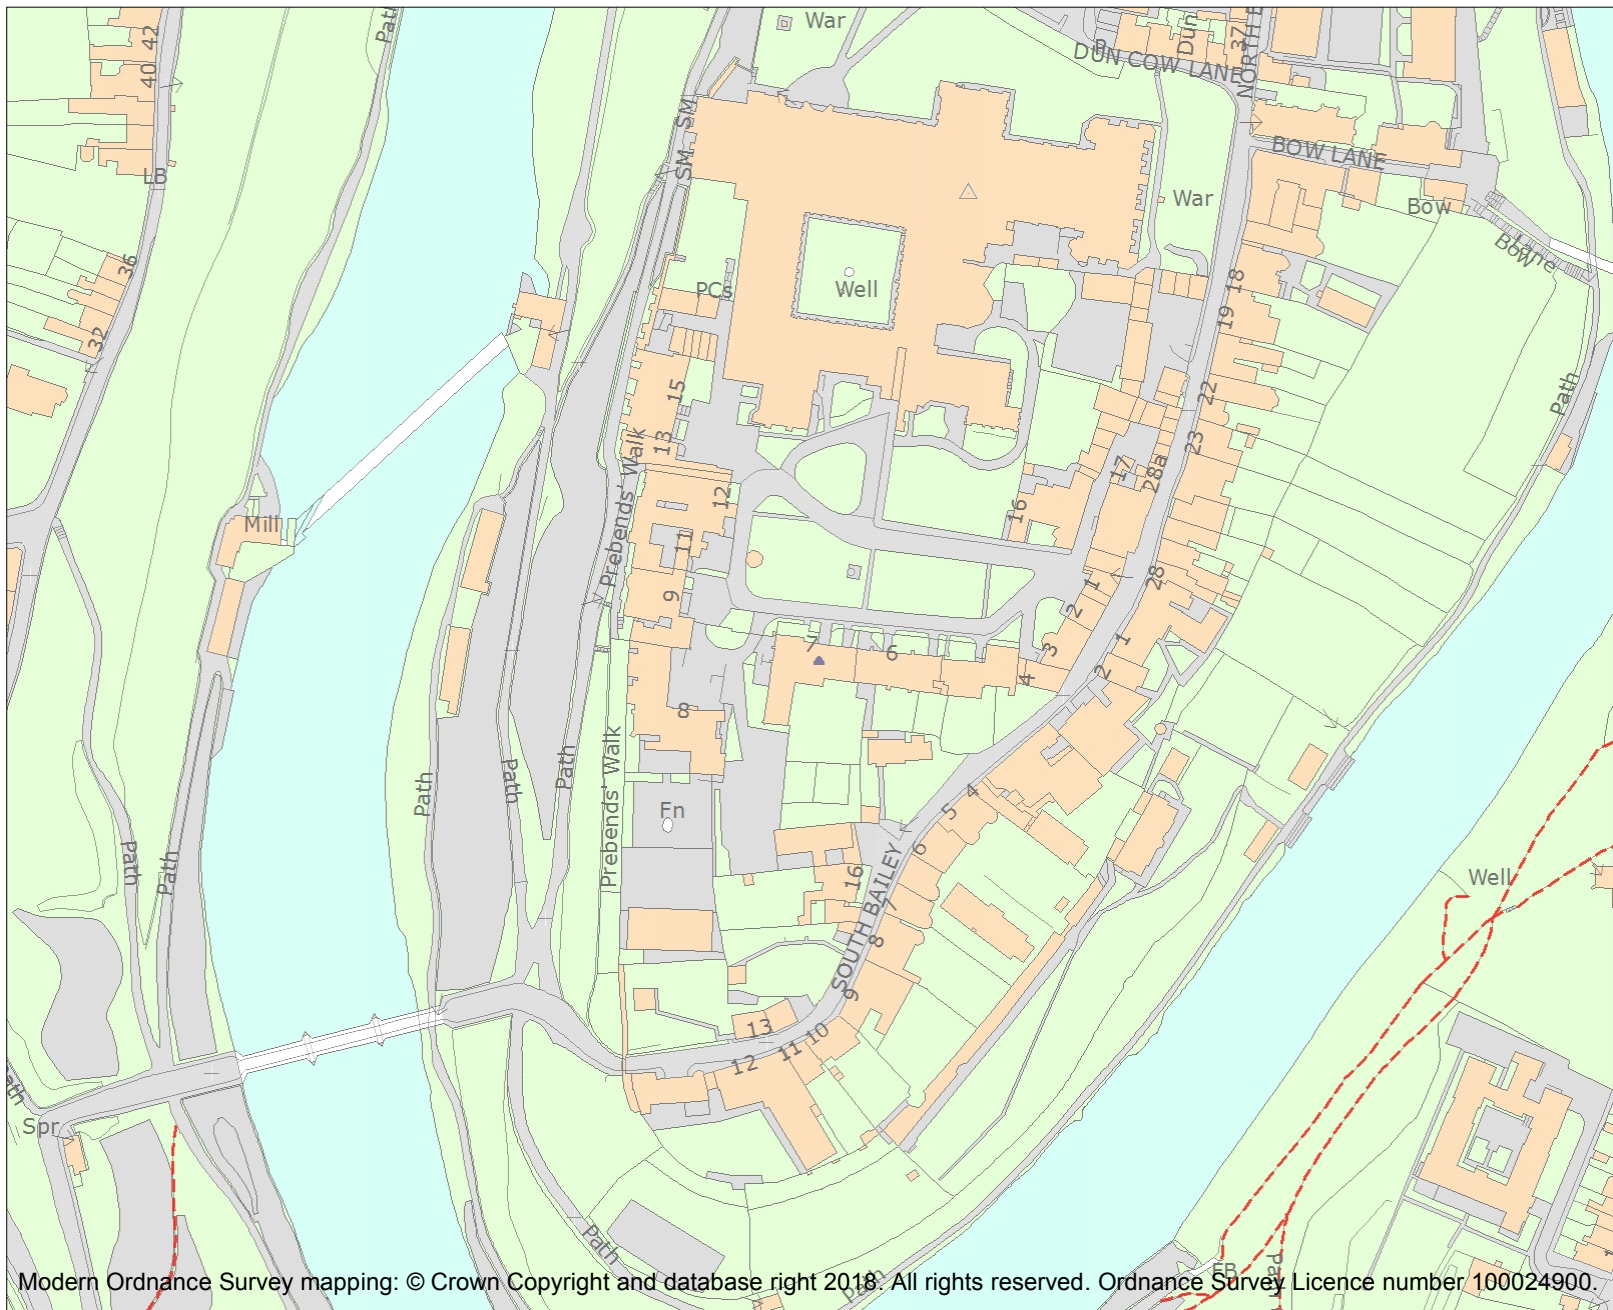 42
Path
War
Dun
37
NORTH B
DUN COW LANE
40
SM
SM
BOW LANE
LB
War
Bow
Bow
Lane
36
PCs
Well
18
19
32
15
22
Path
13
23
17
28a
Prebends' Walk
12
16
Mill
11
9
1
28
2
7
6
3
1
4
2
8
Path
Path
Path
Prebends' Walk
Fn
4
5
6
Path
Path
16
7
SOUTH BAILEY
8
Well
9
13
10
11
12
Path
Spr
Path
FB
Path
Path
Modern Ordnance Survey mapping: © Crown Copyright and database right 2018. All rights reserved. Ordnance Survey Licence number 100024900.